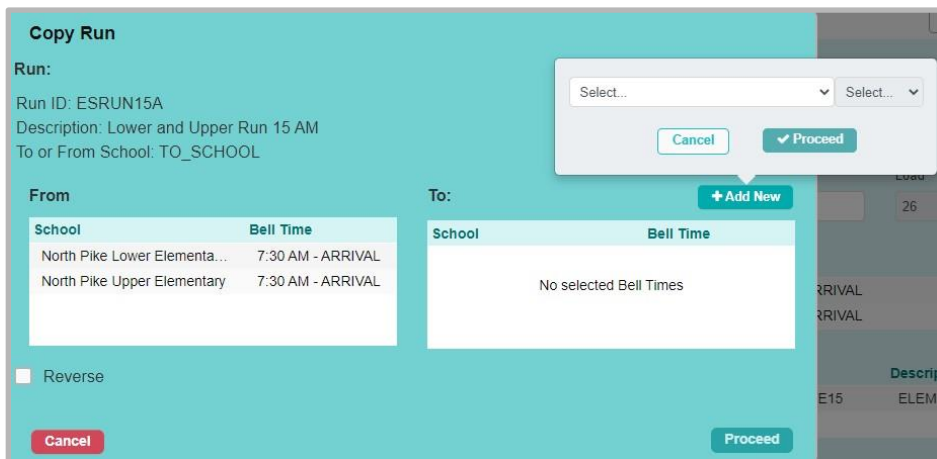 Copy Run
Run:
Run ID: ESRUN15A
Description: Lower and Upper Run 15 AM
To or From School: TO_SCHOOL
Select... Select...
Cancel Proceed
From To: + Add New
School Bell Time School Bell Time
North Pike Lower Elementa... 7:30 AM - ARRIVAL
North Pike Upper Elementary 7:30 AM - ARRIVAL
No selected Bell Times
Reverse
Cancel Proceed
Load
26
RRIVAL
RRIVAL
Descrip
E15 ELEM